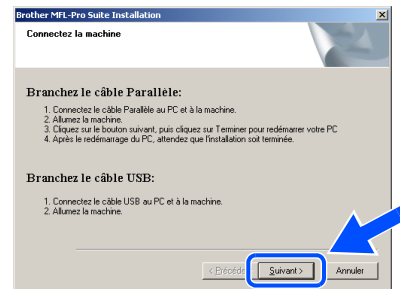 Brother MFL-Pro Suite Installation
Connectez la machine
Branchez le câble Parallèle:
1. Connectez le câble Parallèle au PC et à la machine.
2. Allumez la machine.
3. Cliquez sur le bouton suivant, puis cliquez sur Terminer pour redémarrer votre PC
4. Après le redémarrage du PC, attendez que l'installation soit terminée.
Branchez le câble USB:
1. Connectez le câble USB au PC et à la machine.
2. Allumez la machine.
Suivant > Annuler